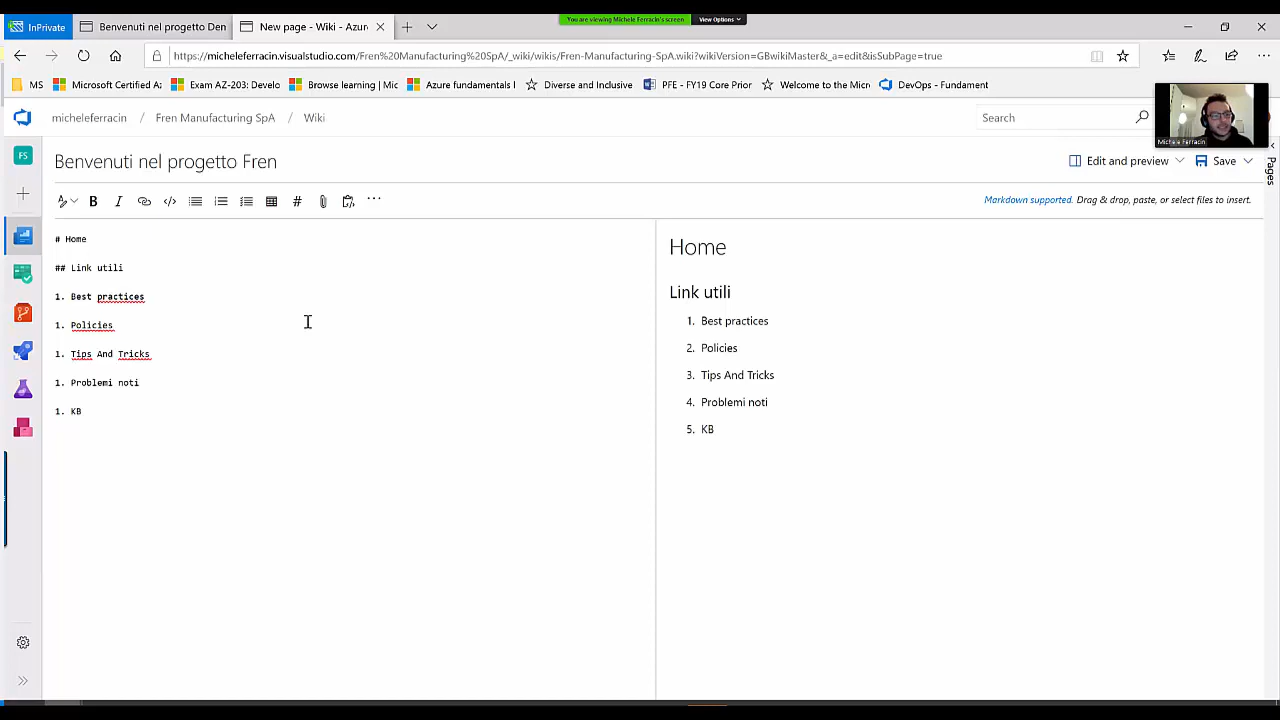 InPrivate
Benvenuti nel progetto Den
New page - Wiki - Azure
You are viewing Michele Ferracin's screen
View Options
https://micheleferracin.visualstudio.com/Fren%20Manufacturing%20SpA/_wiki/wikis/Fren-Manufacturing-SpA.wiki?wikiVersion=GBwikiMaster&_a=edit&isSubPage=true
MS
Microsoft Certified: Az
Exam AZ-203: Develo
Browse learning | Mic
Azure fundamentals l
Diverse and Inclusive
PFE - FY19 Core Prior
Welcome to the Micr
DevOps - Fundament
micheleferracin / Fren Manufacturing SpA / Wiki
Search
Michele Ferracin
FS
Benvenuti nel progetto Fren
Edit and preview
Save
Pages
Markdown supported. Drag & drop, paste, or select files to insert.
# Home
## Link utili
1. Best practices
1. Policies
1. Tips And Tricks
1. Problemi noti
1. KB
Home
Link utili
1. Best practices
2. Policies
3. Tips And Tricks
4. Problemi noti
5. KB